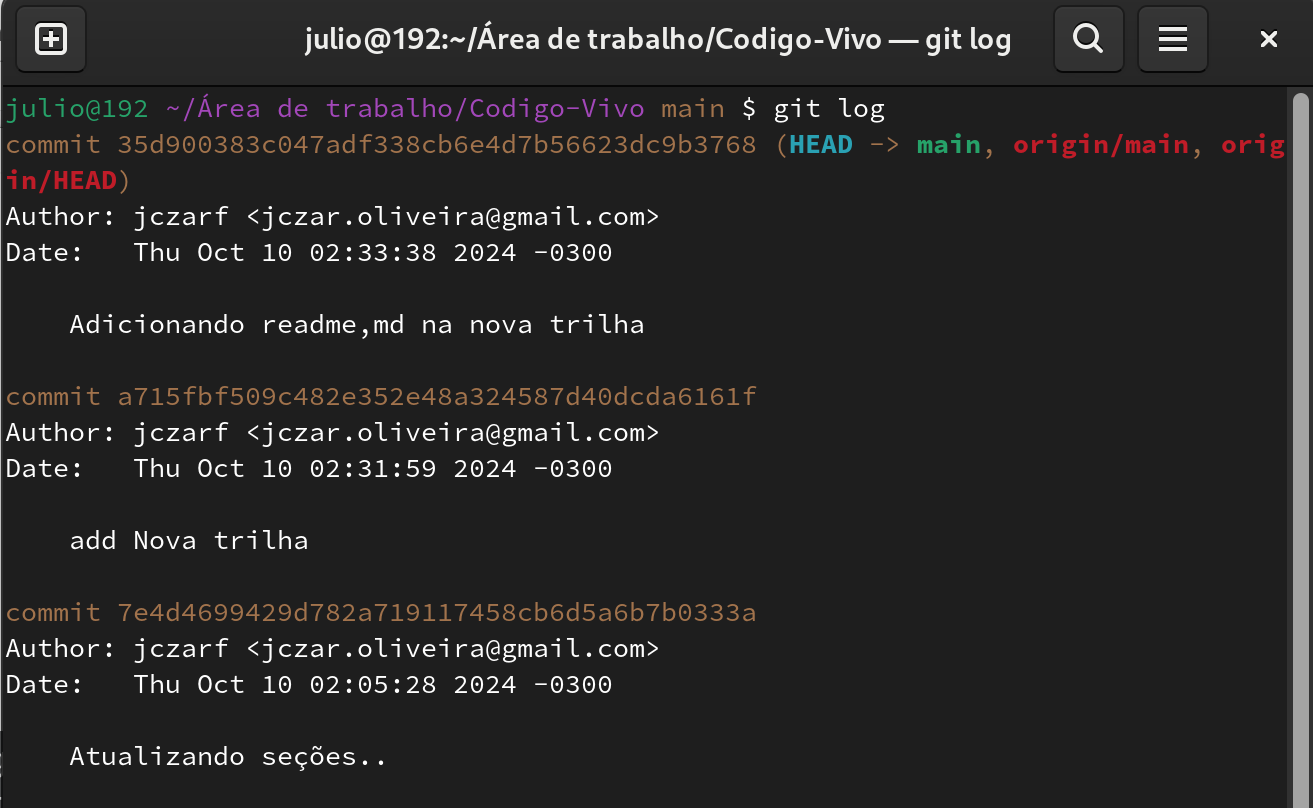 julio@192:~/Área de trabalho/Codigo-Vivo — git log
julio@192 ~/Área de trabalho/Codigo-Vivo main $ git log
commit 35d900383c047adf338cb6e4d7b56623dc9b3768 (HEAD -> main, origin/main, orig
in/HEAD)
Author: jczarf <jczar.oliveira@gmail.com>
Date:   Thu Oct 10 02:33:38 2024 -0300
Adicionando readme,md na nova trilha
commit a715fbf509c482e352e48a324587d40dcda6161f
Author: jczarf <jczar.oliveira@gmail.com>
Date:   Thu Oct 10 02:31:59 2024 -0300
add Nova trilha
commit 7e4d4699429d782a719117458cb6d5a6b7b0333a
Author: jczarf <jczar.oliveira@gmail.com>
Date:   Thu Oct 10 02:05:28 2024 -0300
Atualizando seções..